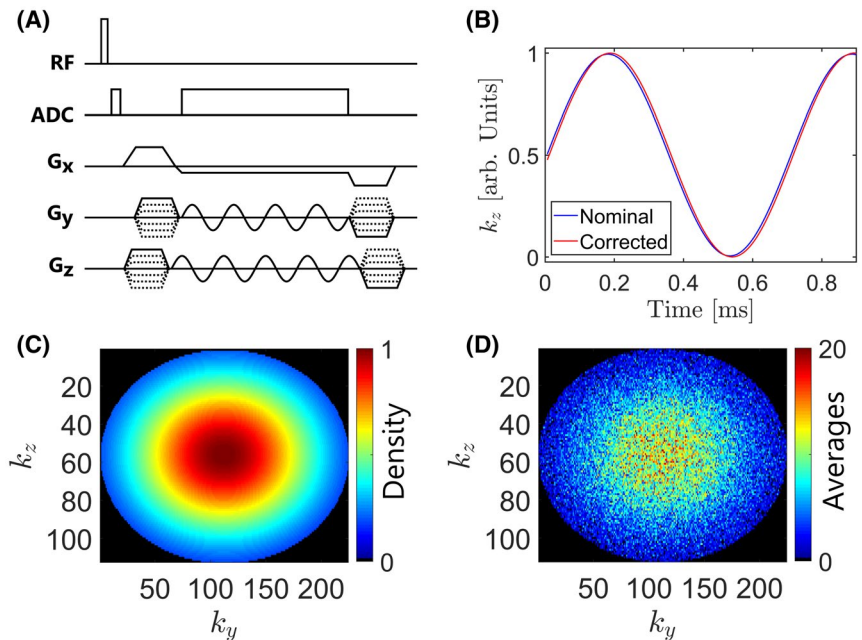 (A)
RF
ADC
Gx
Gy
Gz
(B)
1
0.5
0
kz [arb. Units]
Nominal
Corrected
0 0.2 0.4 0.6 0.8
Time [ms]
(C)
20
40
60
80
100
kz
50 100 150 200
ky
1
0
Density
(D)
20
40
60
80
100
kz
50 100 150 200
ky
20
0
Averages